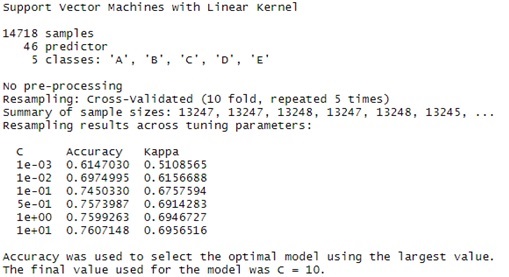 Support Vector Machines with Linear Kernel
14718 samples
46 predictor
5 classes: 'A', 'B', 'C', 'D', 'E'
No pre-processing
Resampling: Cross-Validated (10 fold, repeated 5 times)
Summary of sample sizes: 13247, 13247, 13248, 13247, 13248, 13245, ...
Resampling results across tuning parameters:
C Accuracy Kappa
1e-03 0.6147030 0.5108565
1e-02 0.6974995 0.6156688
1e-01 0.7450330 0.6757594
5e-01 0.7573987 0.6914283
1e+00 0.7599263 0.6946727
1e+01 0.7607148 0.6956516
Accuracy was used to select the optimal model using the largest value.
The final value used for the model was C = 10.